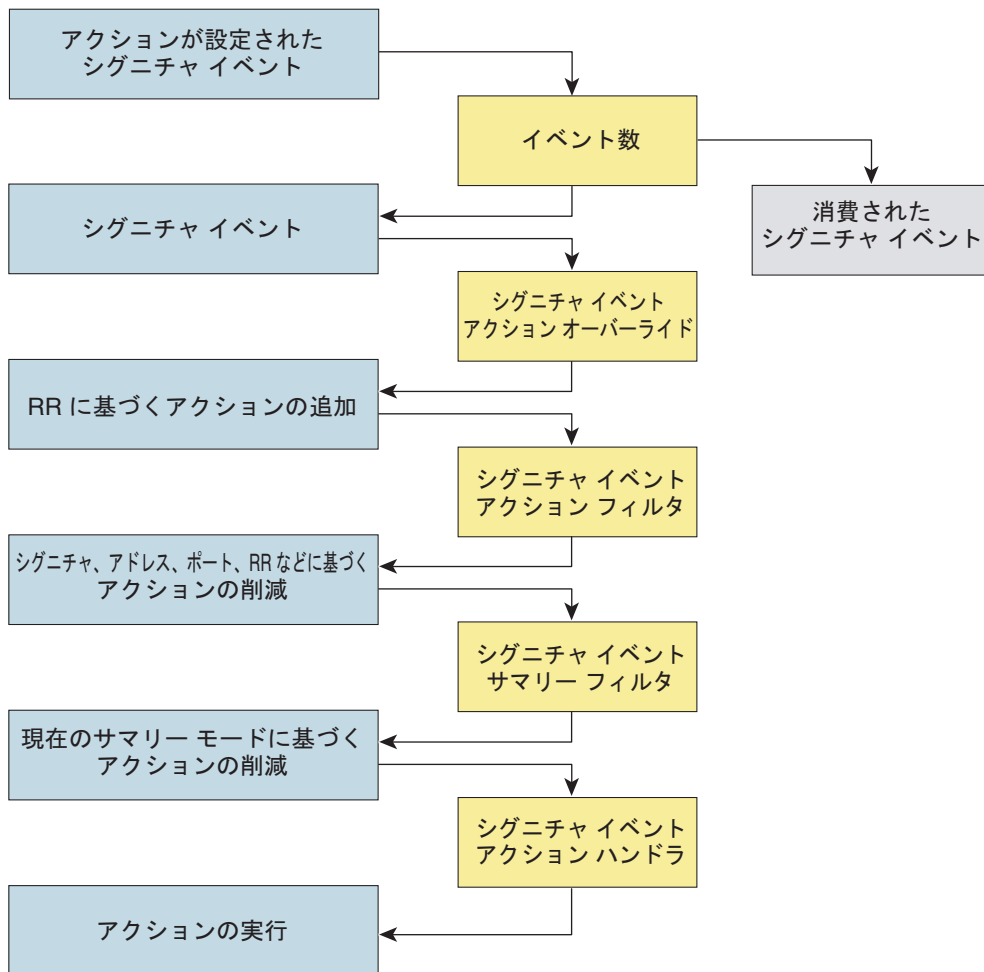 アクションが設定された
シグニチャ イベント
イベント数
消費された
シグニチャ イベント
シグニチャ イベント
シグニチャ イベント
アクション オーバーライド
RR に基づくアクションの追加
シグニチャ イベント
アクション フィルタ
シグニチャ、アドレス、ポート、RR などに基づく
アクションの削減
シグニチャ イベント
サマリー フィルタ
現在のサマリー モードに基づく
アクションの削減
シグニチャ イベント
アクション ハンドラ
アクションの実行